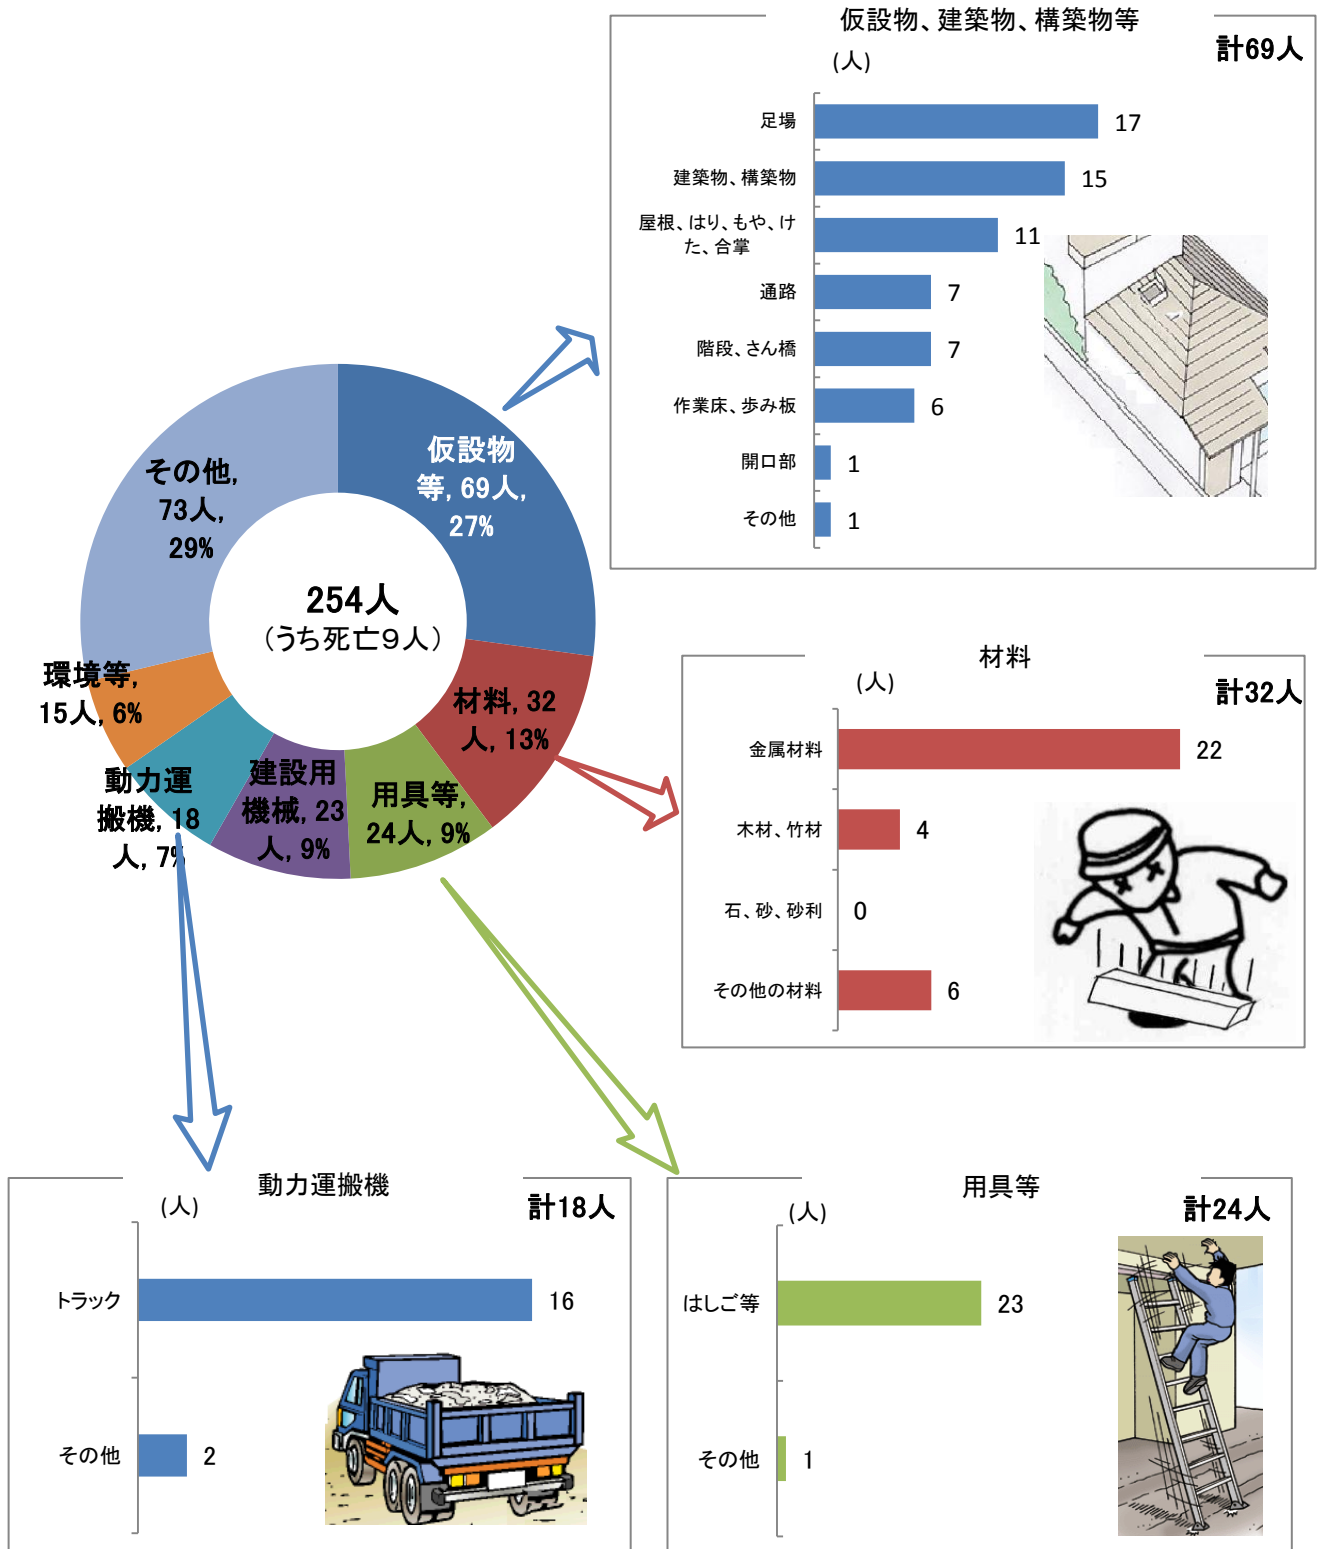 仮設物、建築物、構築物等
計69人
(人)
足場
17
建築物、構築物
15
屋根、はり、もや、け
た、合掌
11
通路
7
階段、さん橋
7
作業床、歩み板
6
開口部
1
その他
1
仮設物
等, 69人,
27%
その他,
73人,
29%
254人
（うち死亡９人）
環境等,
15人, 6%
材料, 32
人, 13%
動力運
搬機, 18
人, 7%
建設用
機械, 23
人, 9%
用具等,
24人, 9%
材料
(人)
計32人
金属材料
22
木材、竹材
4
石、砂、砂利
0
その他の材料
6
動力運搬機
(人)
計18人
トラック
16
その他
2
用具等
(人)
計24人
はしご等
23
その他
1